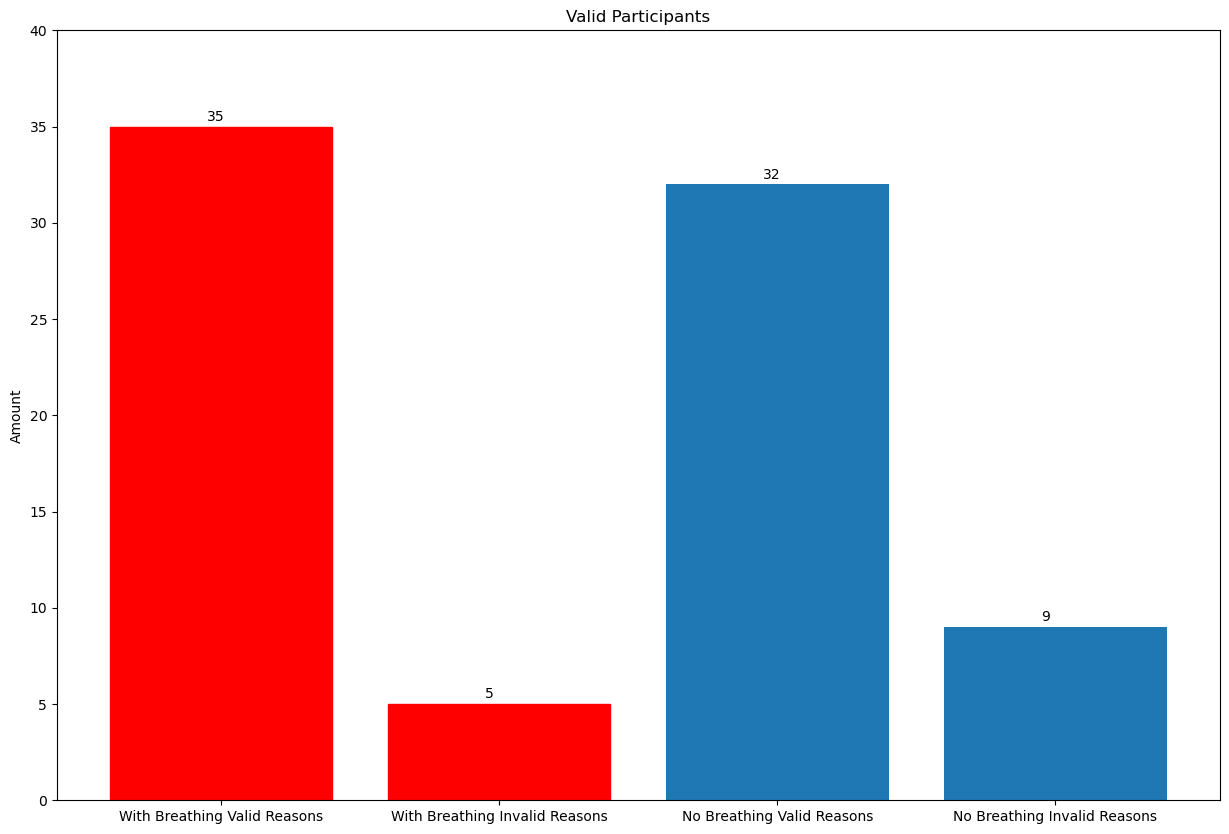 Valid Participants
40
35
30
25
20
15
10
5
0
Amount
35
5
32
9
With Breathing Valid Reasons
With Breathing Invalid Reasons
No Breathing Valid Reasons
No Breathing Invalid Reasons